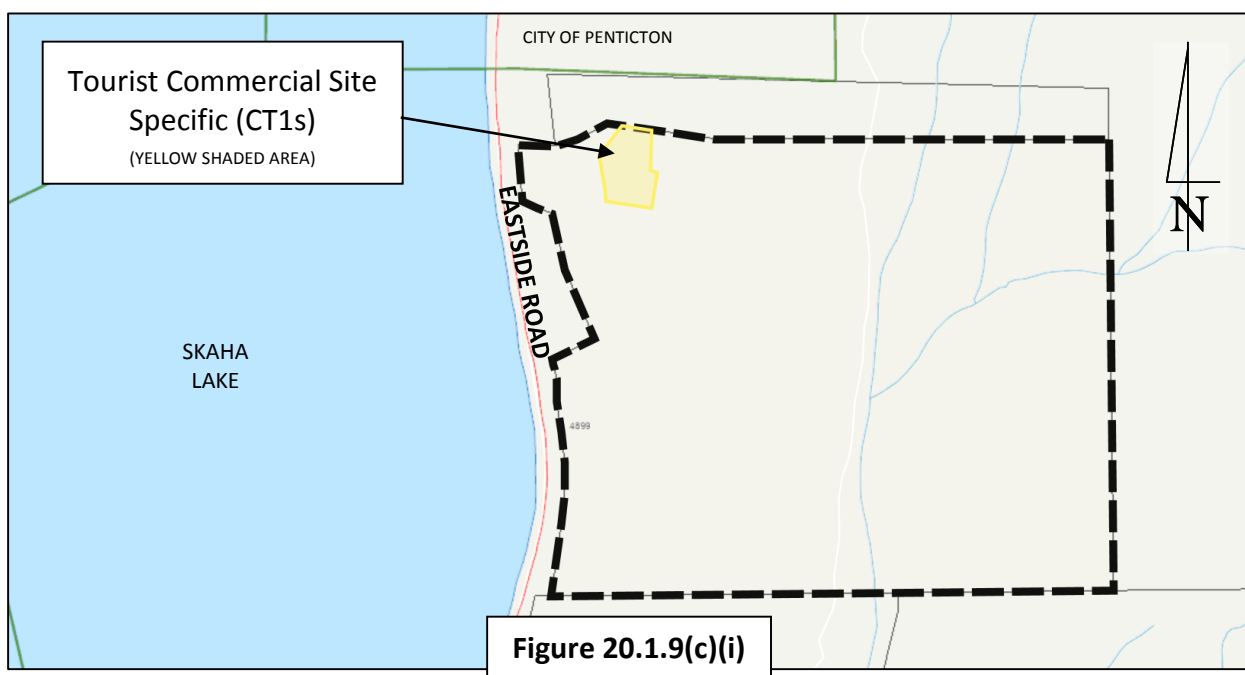 CITY OF PENTICTON
Tourist Commercial Site
Specific (CT1s)
(YELLOW SHADED AREA)
N
EASTSIDE ROAD
SKAHA
LAKE
4899
Figure 20.1.9(c)(i)